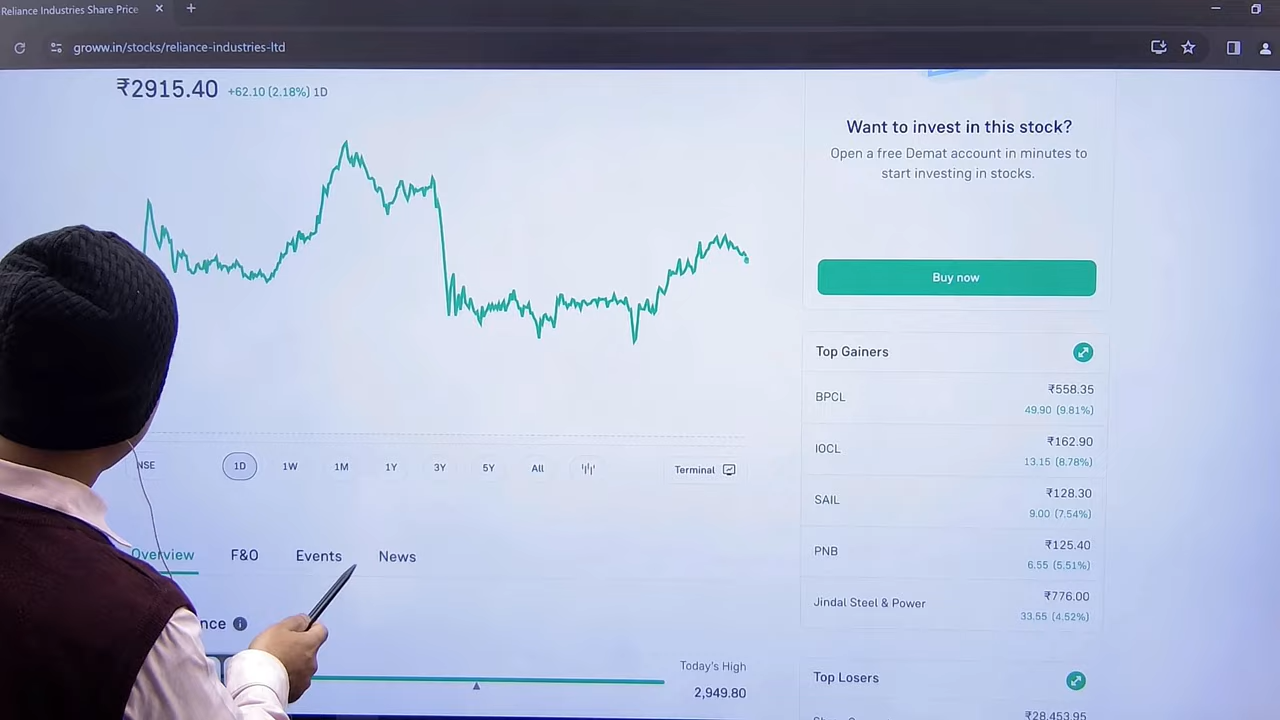 Reliance Industries Share Price
groww.in/stocks/reliance-industries-ltd
₹2915.40 +62.10 (2.18%) 1D
Want to invest in this stock?
Open a free Demat account in minutes to
start investing in stocks.
Buy now
NSE 1D 1W 1M 1Y 3Y 5Y All Terminal
Overview F&O Events News
nce
Today's High
2,949.80
Top Gainers
BPCL ₹558.35
49.90 (9.81%)
IOCL ₹162.90
13.15 (8.78%)
SAIL ₹128.30
9.00 (7.54%)
PNB ₹125.40
6.55 (5.51%)
Jindal Steel & Power ₹776.00
33.55 (4.52%)
Top Losers
₹28,453.95